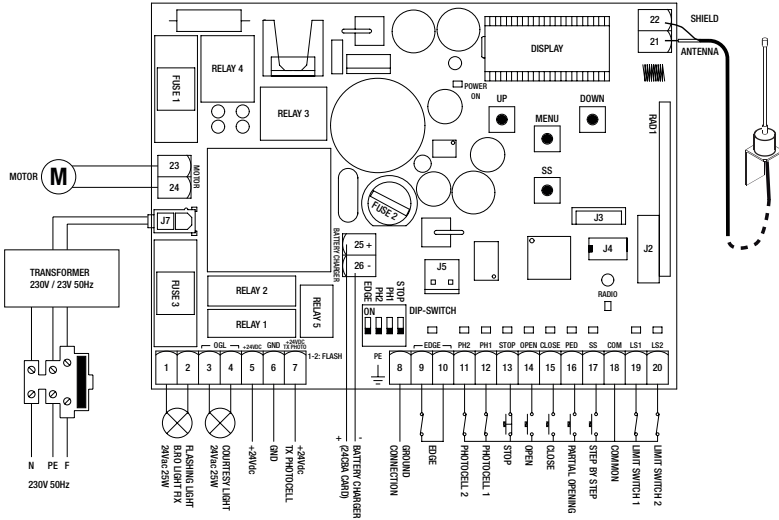 22
SHIELD
21
ANTENNA
DISPLAY
FUSE 1
RELAY 4
RELAY 3
POWER
ON
UP
MENU
DOWN
SS
RAD1
MOTOR
M
23
24
MOTOR
J7
FUSE 2
BATTERY CHARGER
25 +
26 -
J3
J4
J2
J5
RADIO
TRANSFORMER
230V / 23V 50Hz
FUSE 3
RELAY 2
RELAY 1
RELAY 5
EDGE
PH2
PH1
STOP
ON
DIP-SWITCH
OGL
+24VDC
GND
+24VDC
TX PHOTO
1-2: FLASH
PE
EDGE
PH2
PH1
STOP
OPEN
CLOSE
PED
SS
COM
LS1
LS2
1
2
3
4
5
6
7
8
9
10
11
12
13
14
15
16
17
18
19
20
N
PE
F
230V 50Hz
FLASHING LIGHT
B.RO LIGHT FIX
24Vac 25W
COURTESY LIGHT
24Vac 25W
+24Vdc
GND
+24Vdc
TX PHOTOCELL
+
-
BATTERY CHARGER
(24CBA CARD)
GROUND
CONNECTION
EDGE
PHOTOCELL 2
PHOTOCELL 1
STOP
OPEN
CLOSE
PARTIAL OPENING
STEP BY STEP
COMMON
LIMIT SWITCH 1
LIMIT SWITCH 2